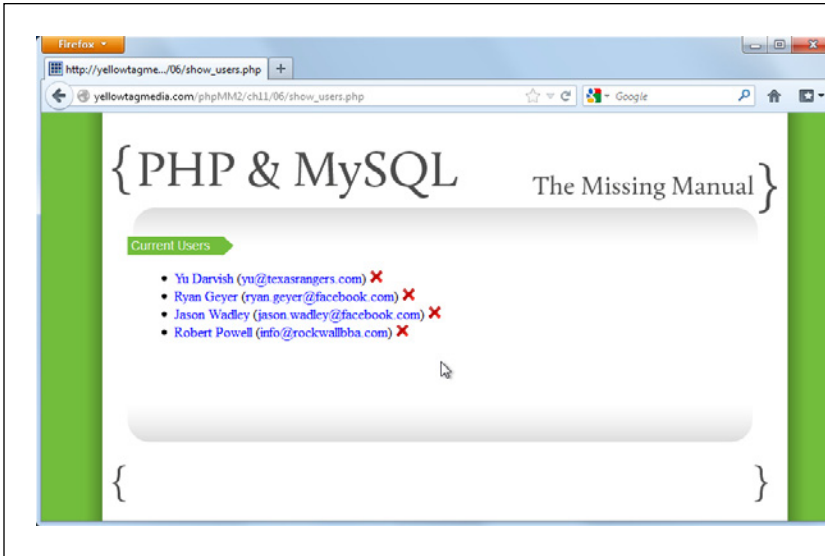 Firefox
http://yellowtagme.../06/show_users.php +
yellowtagmedia.com/phpMM2/ch11/06/show_users.php Google
{PHP & MySQL
The Missing Manual}
Current Users
• Yu Darvish (yu@texasrangers.com)
• Ryan Geyer (ryan.geyer@facebook.com)
• Jason Wadley (jason.wadley@facebook.com)
• Robert Powell (info@rockwallbba.com)
{ }